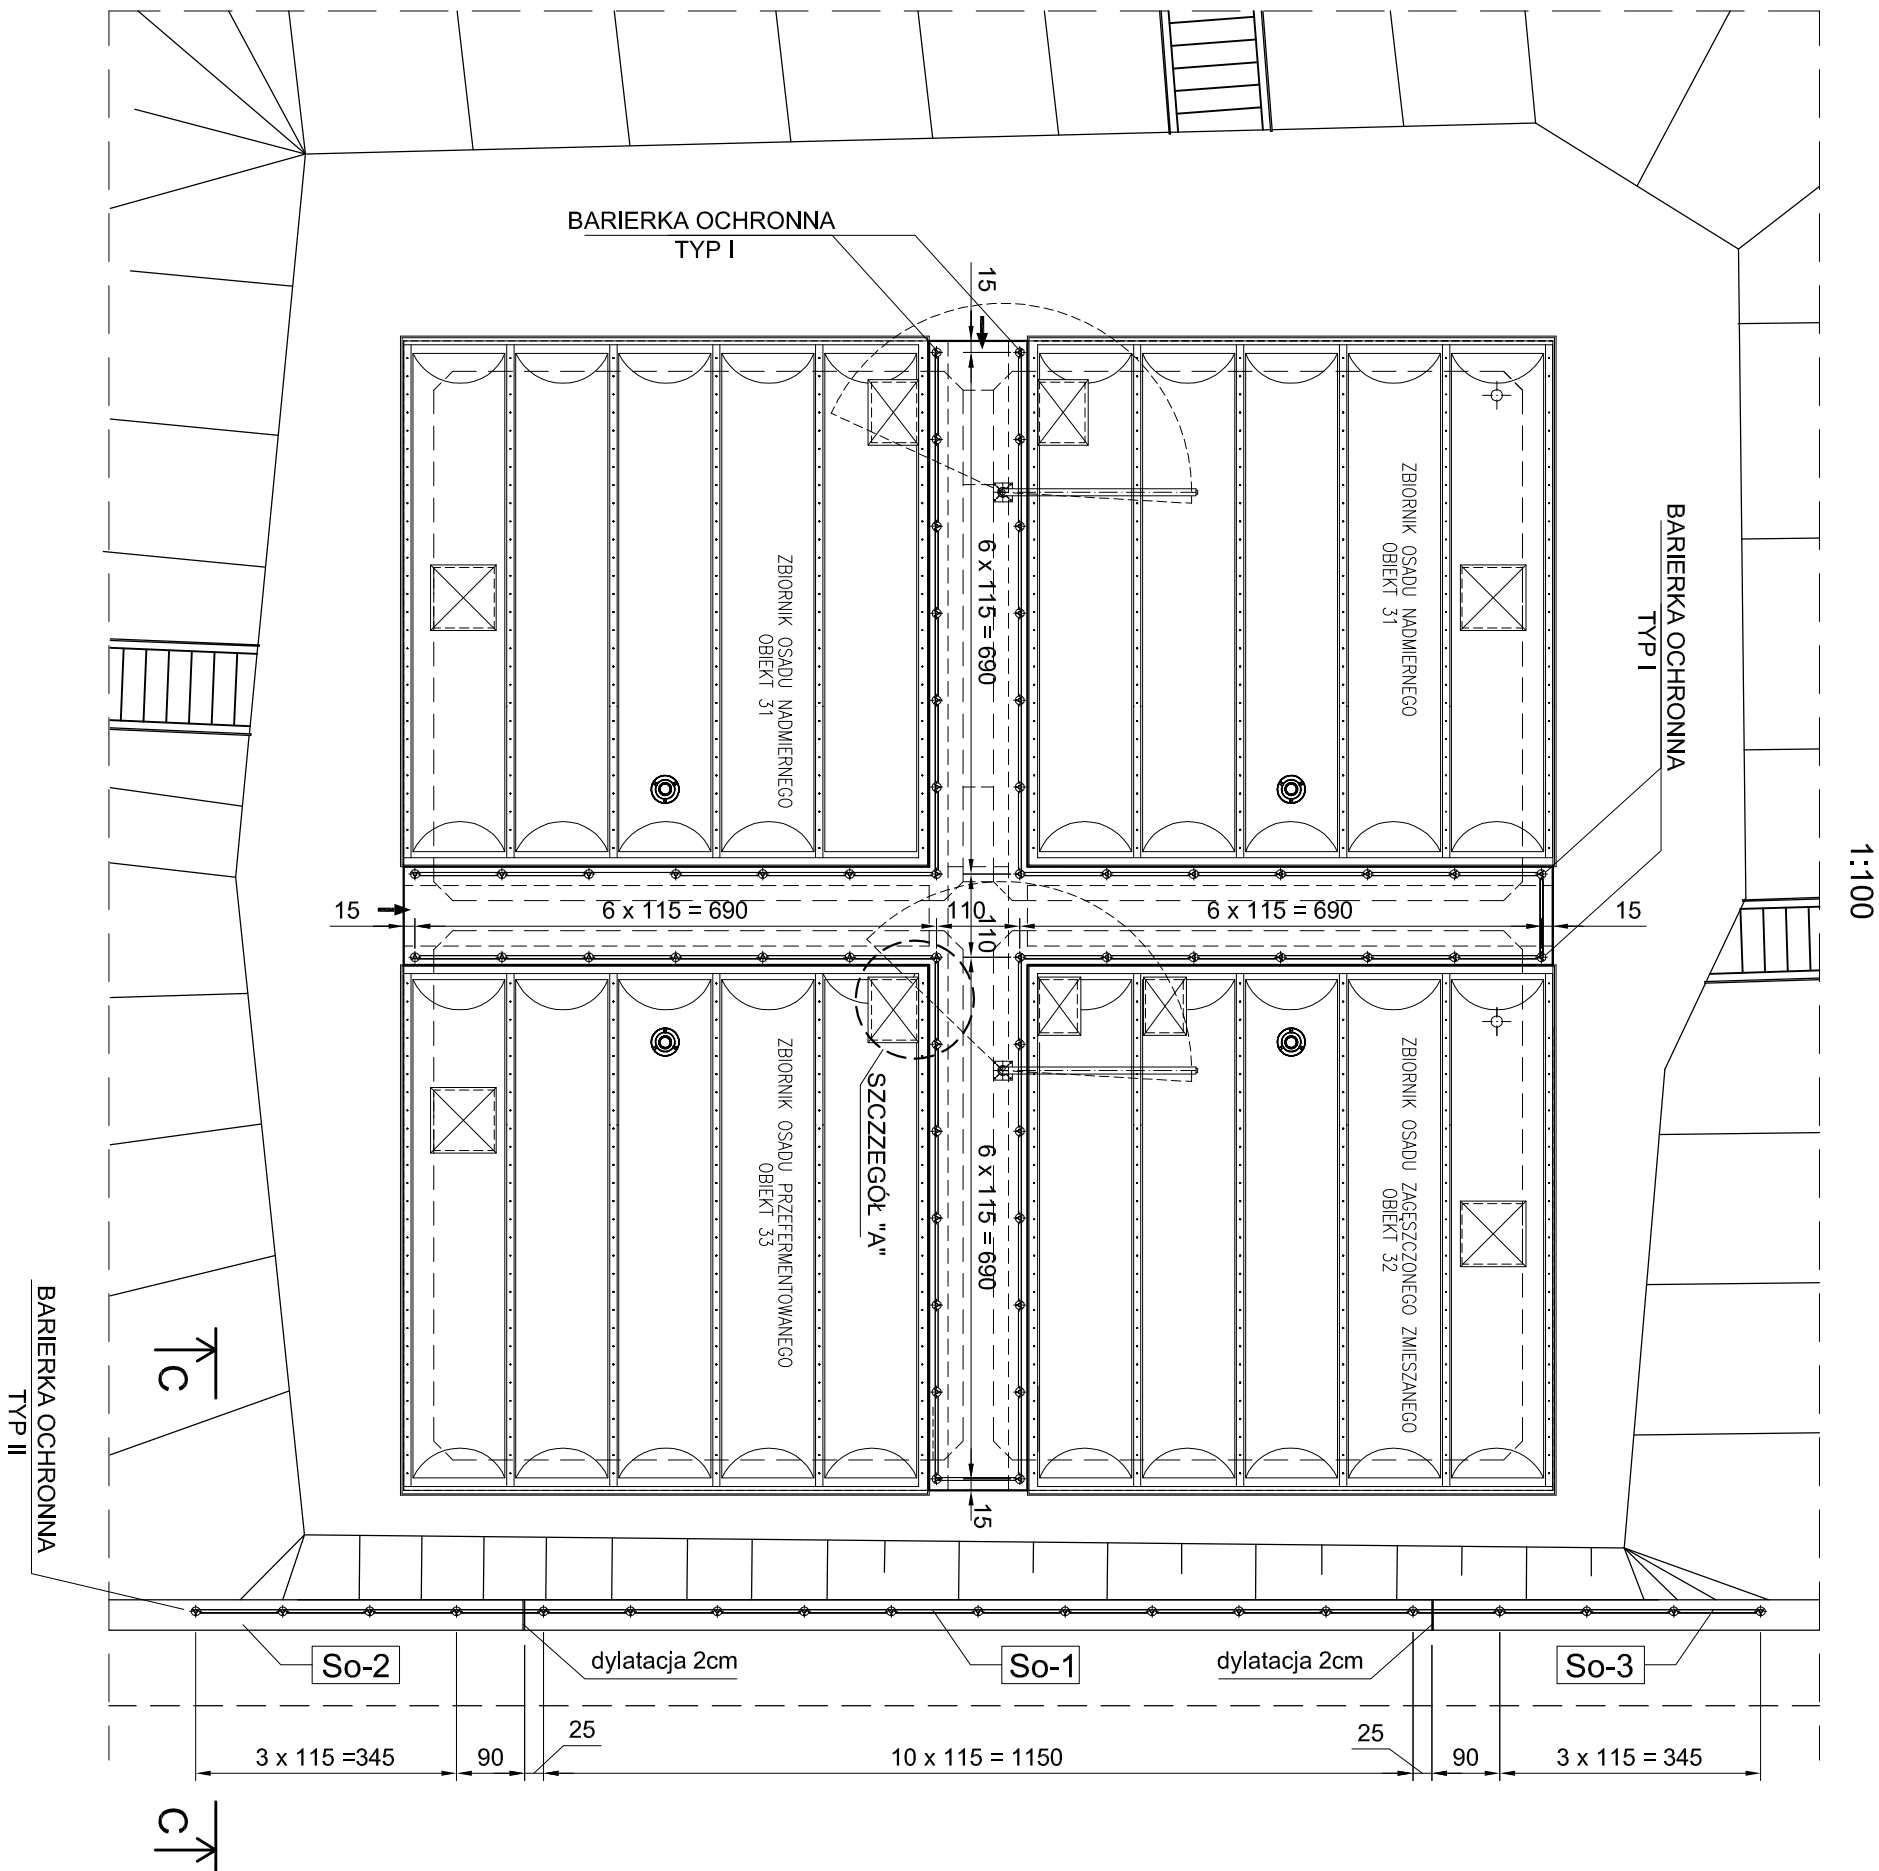 1:100
BARIERKA OCHRONNA
TYP I
15
BARIERKA OCHRONNA
TYP I
ZBIORNIK OSADU NADMIERNEGO
OBIEKT 31
ZBIORNIK OSADU NADMIERNEGO
OBIEKT 31
6 x 115 = 690
15
6 x 115 = 690
110
110
6 x 115 = 690
15
ZBIORNIK OSADU PRZEFERMENTOWANEGO
OBIEKT 33
SZCZZEGÓŁ "A"
6 x 115 = 690
ZBIORNIK OSADU ZAGĘSZCZONEGO ZMIESZANEGO
OBIEKT 32
15
BARIERKA OCHRONNA
TYP II
C
So-2
dylatacja 2cm
So-1
dylatacja 2cm
So-3
3 x 115 =345
90
25
10 x 115 = 1150
25
90
3 x 115 = 345
C